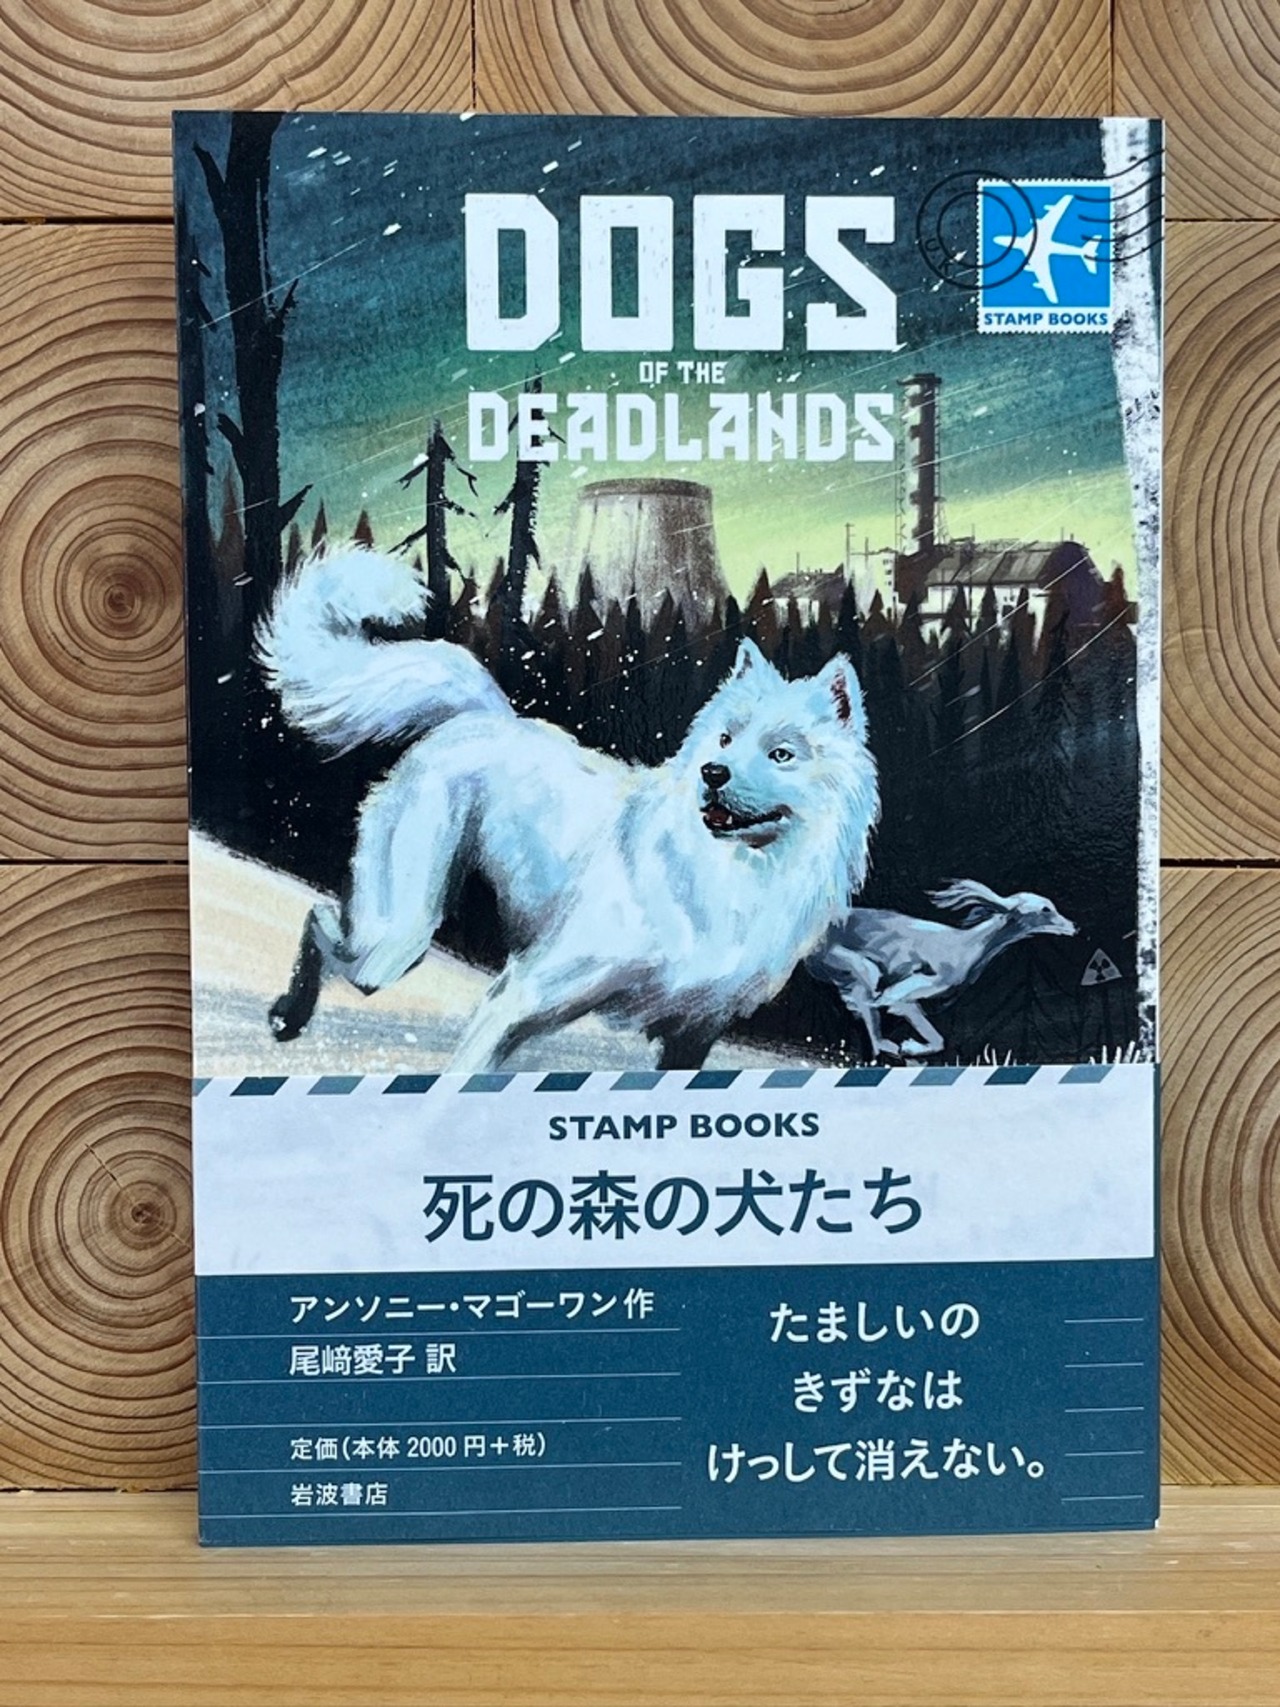 DOGS
OF THE
DEADLANDS
STAMP BOOKS
STAMP BOOKS
死の森の犬たち
アンソニー・マゴーワン作
尾﨑愛子 訳
定価(本体 2000 円+税)
岩波書店
たましいの
きずなは
けっして消えない。